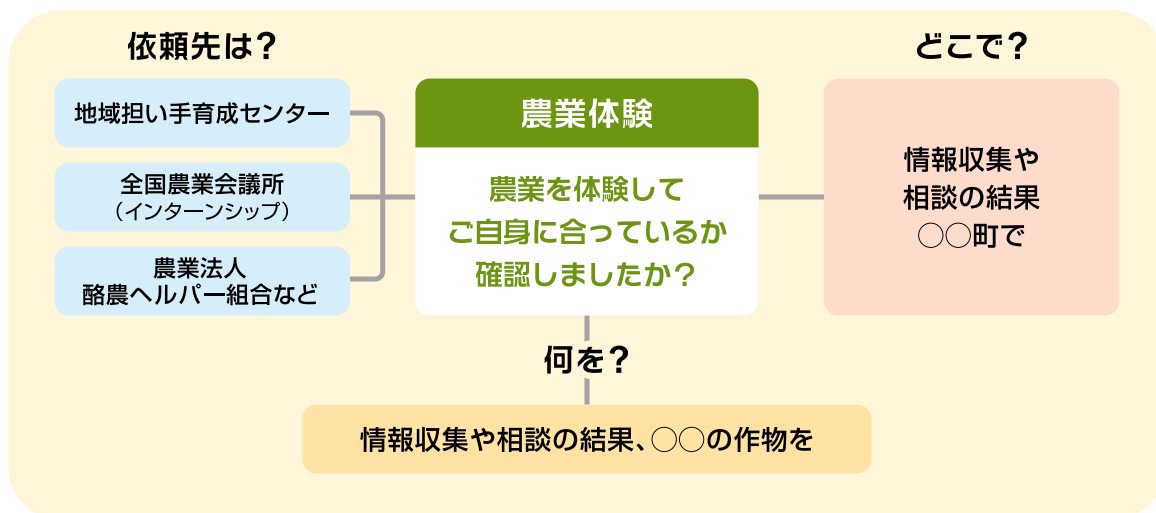 依頼先は？
地域担い手育成センター
全国農業会議所
（インターンシップ）
農業法人
酪農ヘルパー組合など
農業体験
農業を体験して
ご自身に合っているか
確認しましたか？
どこで？
情報収集や
相談の結果
〇〇町で
何を？
情報収集や相談の結果、〇〇の作物を